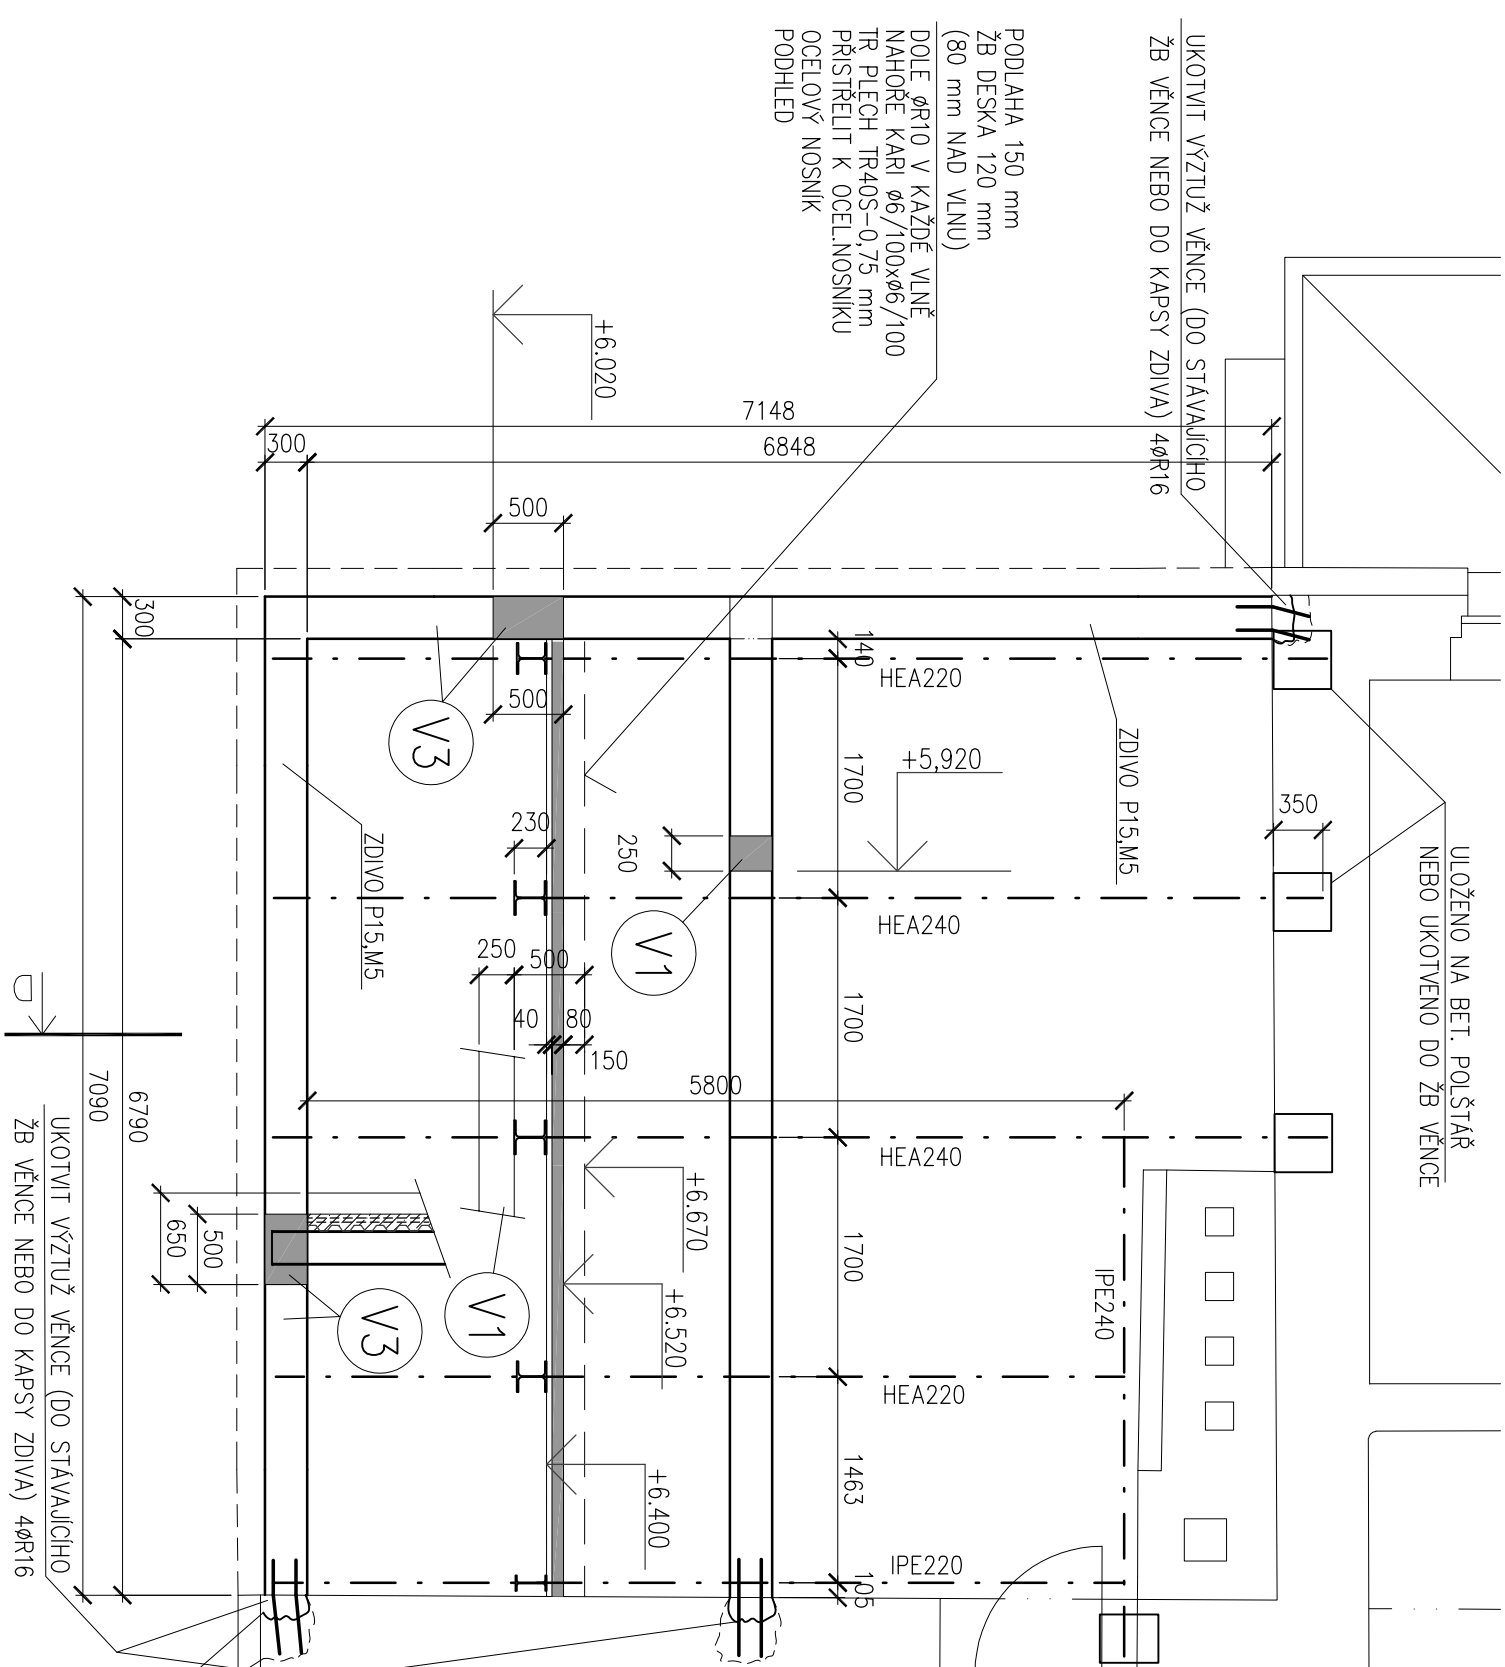 UKOTVIT VÝZTUŽ VĚNCE (DO STÁVAJÍCÍHO
ŽB VĚNCE NEBO DO KAPSY ZDIVA) 4ØR16
PODLAHA 150 mm
ŽB DESKA 120 mm
(80 mm NAD VLNU)
DOLE ØR10 V KAŽDÉ VLNĚ
NAHOŘE KARI Ø6/100xØ6/100
TR PLECH TR40S-0,75 mm
PŘISTŘELIT K OCEL.NOSNÍKU
OCELOVÝ NOSNÍK
PODHLED
ULOŽENO NA BET. POLŠTÁŘ
NEBO UKOTVENO DO ŽB VĚNCE
+6.020
7148
300
6848
500
300
140
HEA220
500
V3
1700
+5,920
ZDIVO P15,M5
350
230
250
ZDIVO P15,M5
HEA240
V1
250
500
1700
40
80
150
5800
D
7090
6790
HEA240
+6.670
IPE240
1700
650
500
V3
V1
+6.520
HEA220
1463
+6.400
IPE220
105
UKOTVIT VÝZTUŽ VĚNCE (DO STÁVAJÍCÍHO
ŽB VĚNCE NEBO DO KAPSY ZDIVA) 4ØR16